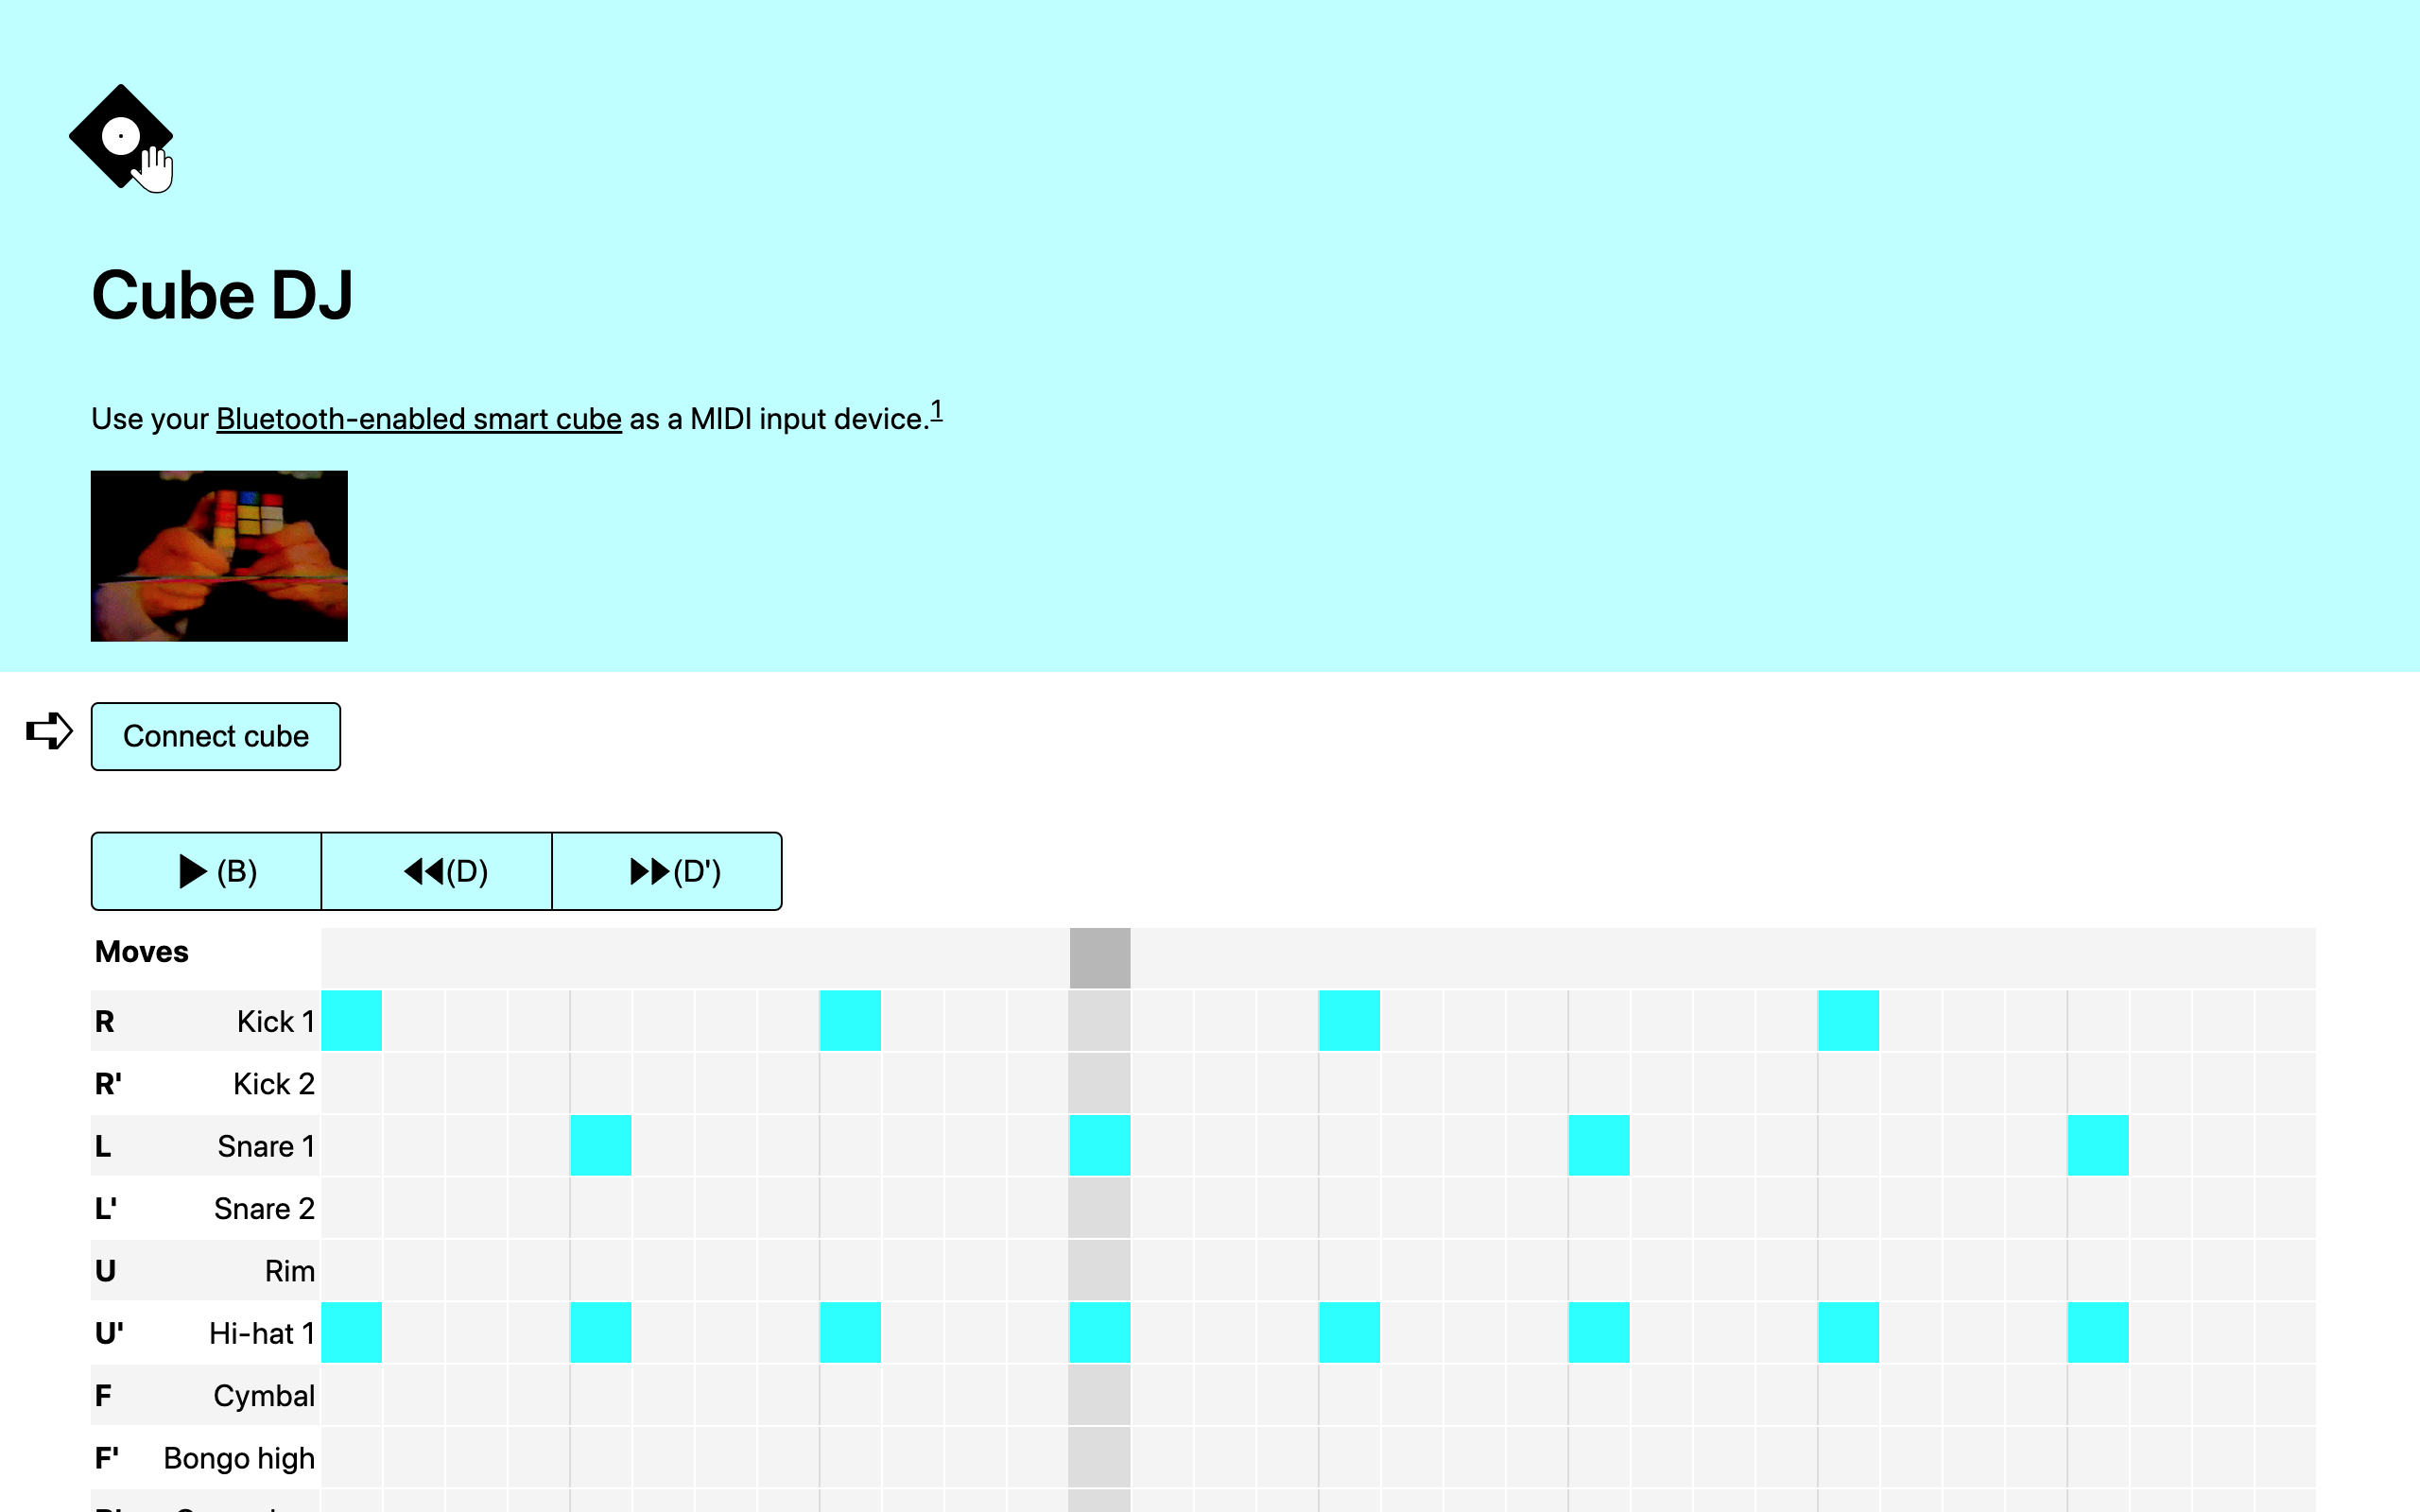 Cube DJ
Use your Bluetooth-enabled smart cube as a MIDI input device.1
Connect cube
▶ (B) ◀◀(D) ▶▶(D')
Moves
R Kick 1
R' Kick 2
L Snare 1
L' Snare 2
U Rim
U' Hi-hat 1
F Cymbal
F' Bongo high